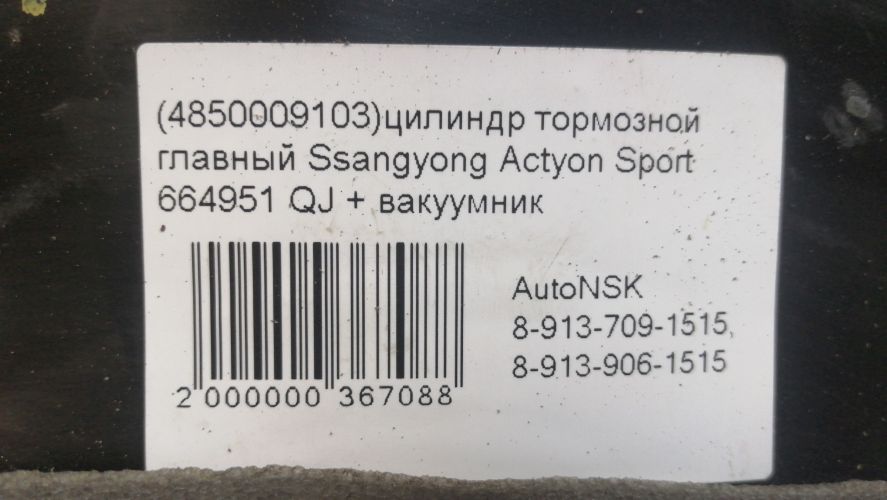 (4850009103)цилиндр тормозной
главный Ssangyong Actyon Sport
664951 QJ + вакуумник
AutoNSK
8-913-709-1515,
8-913-906-1515
2 000000 367088